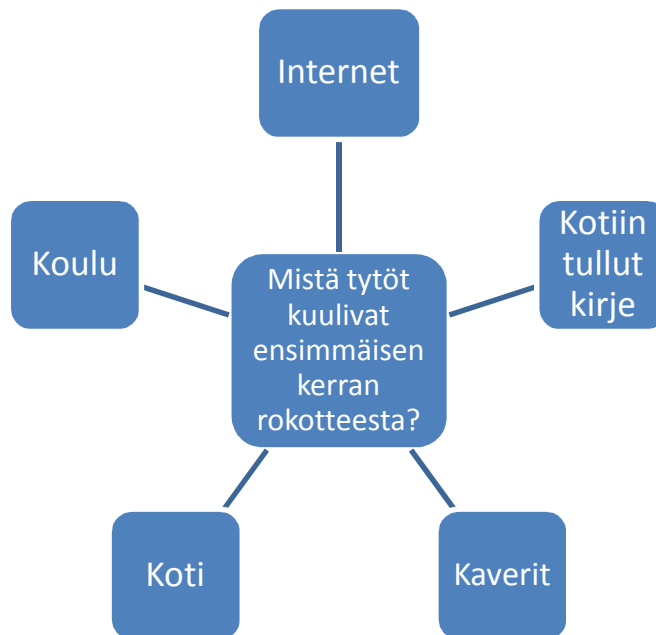 Internet
Koulu
Kotiin
tullut
kirje
Mistä tytöt
kuulivat
ensimmäisen
kerran
rokotteesta?
Koti
Kaverit